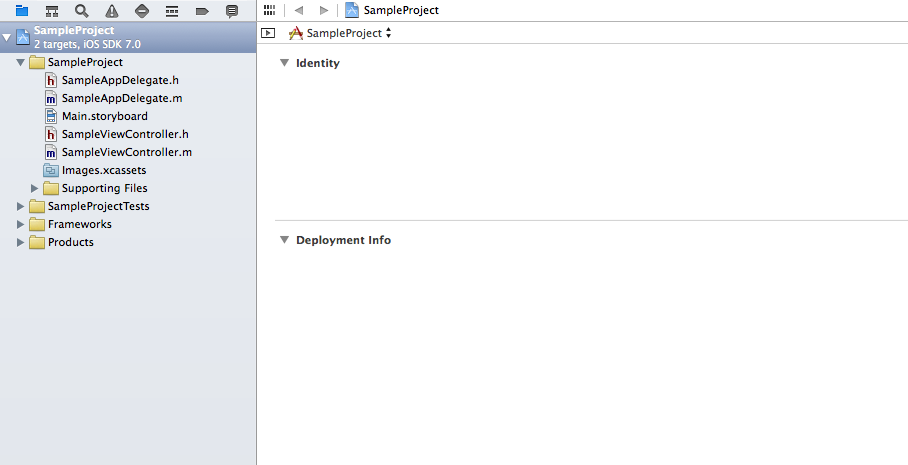 SampleProject
2 targets, iOS SDK 7.0
SampleProject
SampleAppDelegate.h
SampleAppDelegate.m
Main.storyboard
SampleViewController.h
SampleViewController.m
Images.xcassets
Supporting Files
SampleProjectTests
Frameworks
Products
SampleProject
SampleProject
Identity
Deployment Info